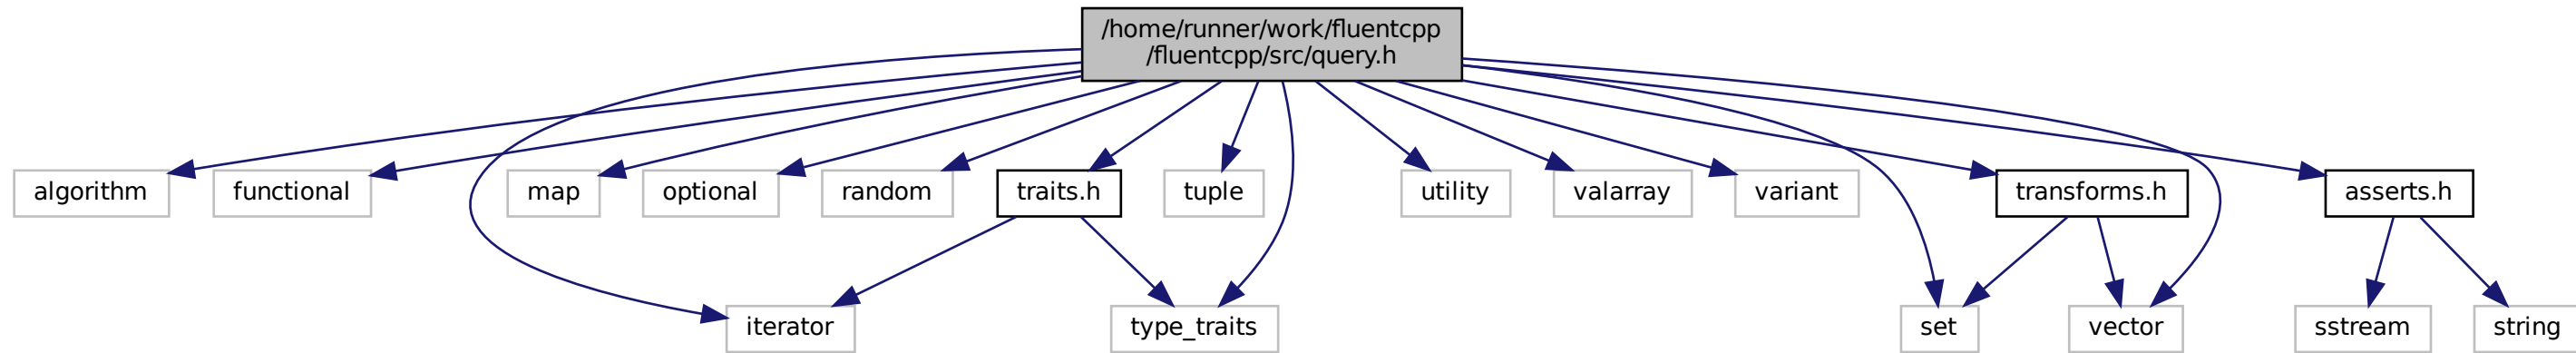 /home/runner/work/fluentcpp
/fluentcpp/src/query.h
algorithm
functional
map
optional
random
traits.h
tuple
utility
valarray
variant
transforms.h
asserts.h
iterator
type_traits
set
vector
sstream
string